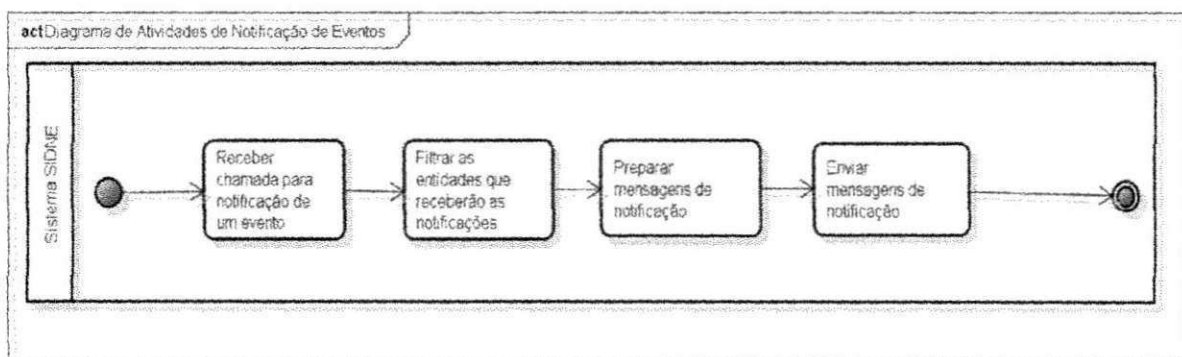 act Diagrama de Atividades de Notificação de Eventos
Sistema SIDNE
Receber
chamada para
notificação de
um evento
Filtrar as
entidades que
receberão as
notificações
Preparar
mensagens de
notificação
Enviar
mensagens de
notificação